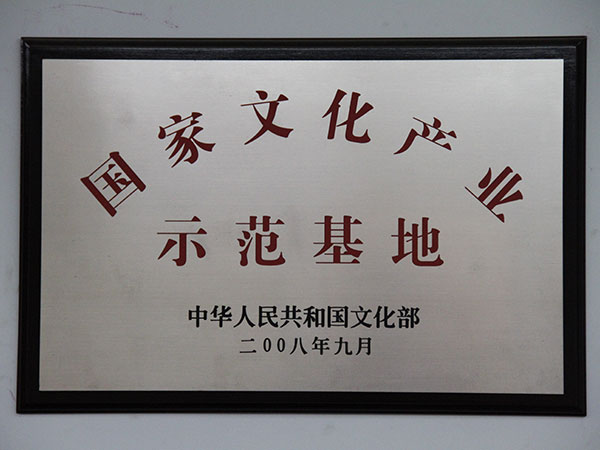 国家文化产业
示范基地
中华人民共和国文化部
二00八年九月